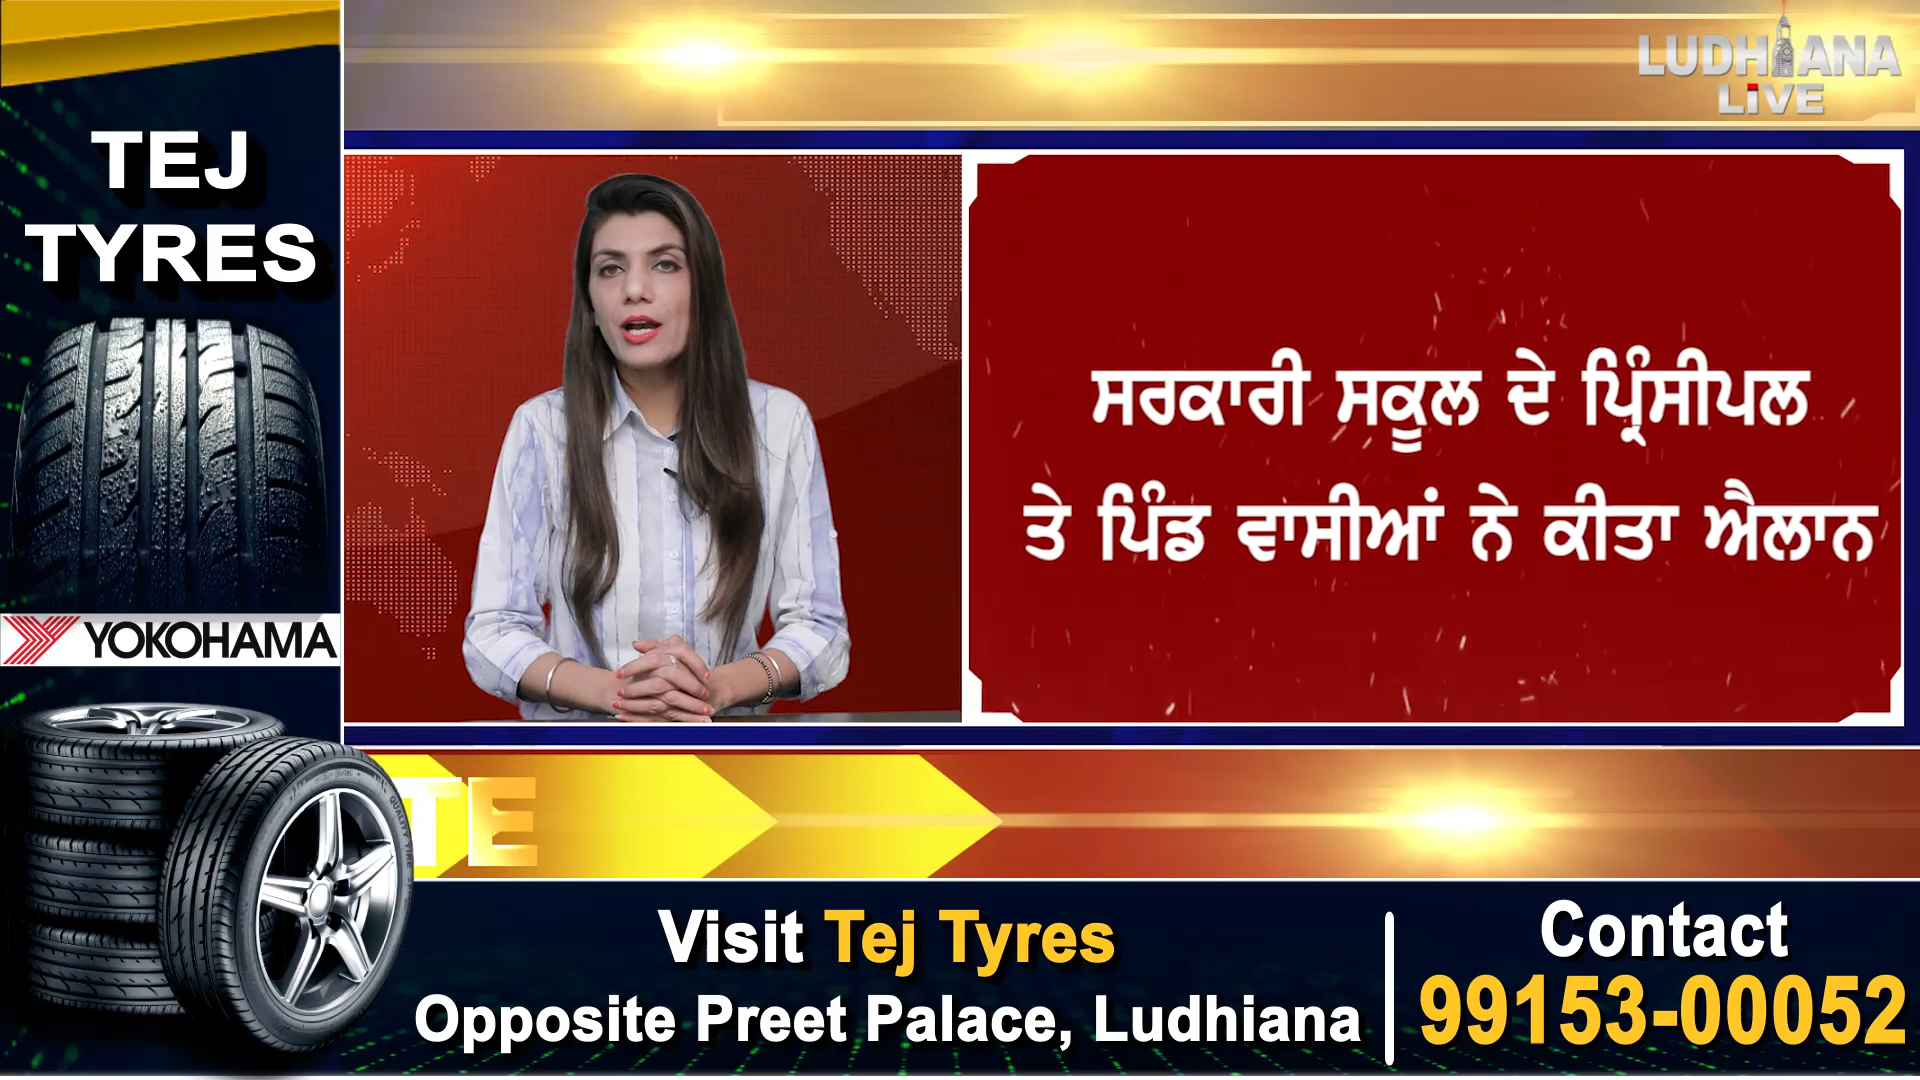 TEJ
TYRES
YOKOHAMA
LUDHIANA
LiVE
ਸਰਕਾਰੀ ਸਕੂਲ ਦੇ ਪ੍ਰਿੰਸੀਪਲ
ਤੇ ਪਿੰਡ ਵਾਸੀਆਂ ਨੇ ਕੀਤਾ ਐਲਾਨ
TE
Visit Tej Tyres
Opposite Preet Palace, Ludhiana
Contact
99153-00052